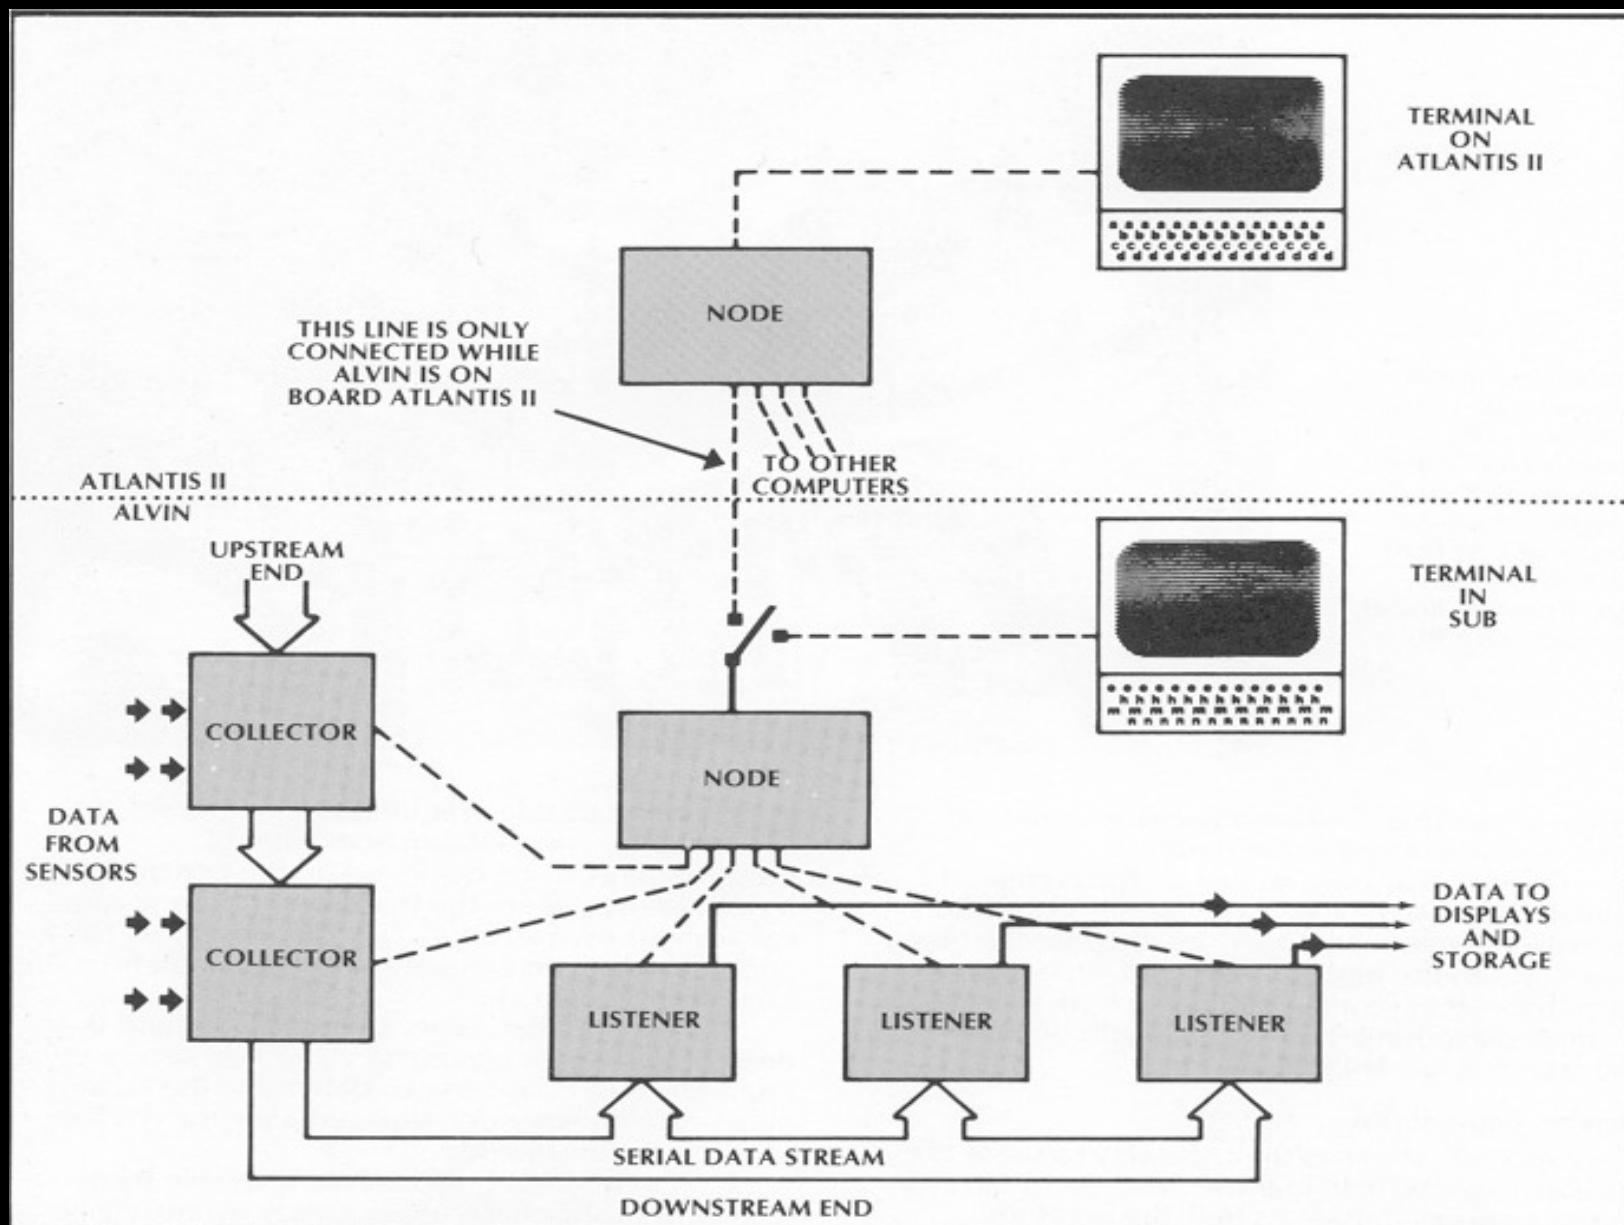 TERMINAL
ON
ATLANTIS II
NODE
THIS LINE IS ONLY
CONNECTED WHILE
ALVIN IS ON
BOARD ATLANTIS II
TO OTHER
COMPUTERS
ATLANTIS II
ALVIN
UPSTREAM
END
TERMINAL
IN
SUB
COLLECTOR
NODE
DATA
FROM
SENSORS
COLLECTOR
DATA TO
DISPLAYS
AND
STORAGE
LISTENER
LISTENER
LISTENER
SERIAL DATA STREAM
DOWNSTREAM END